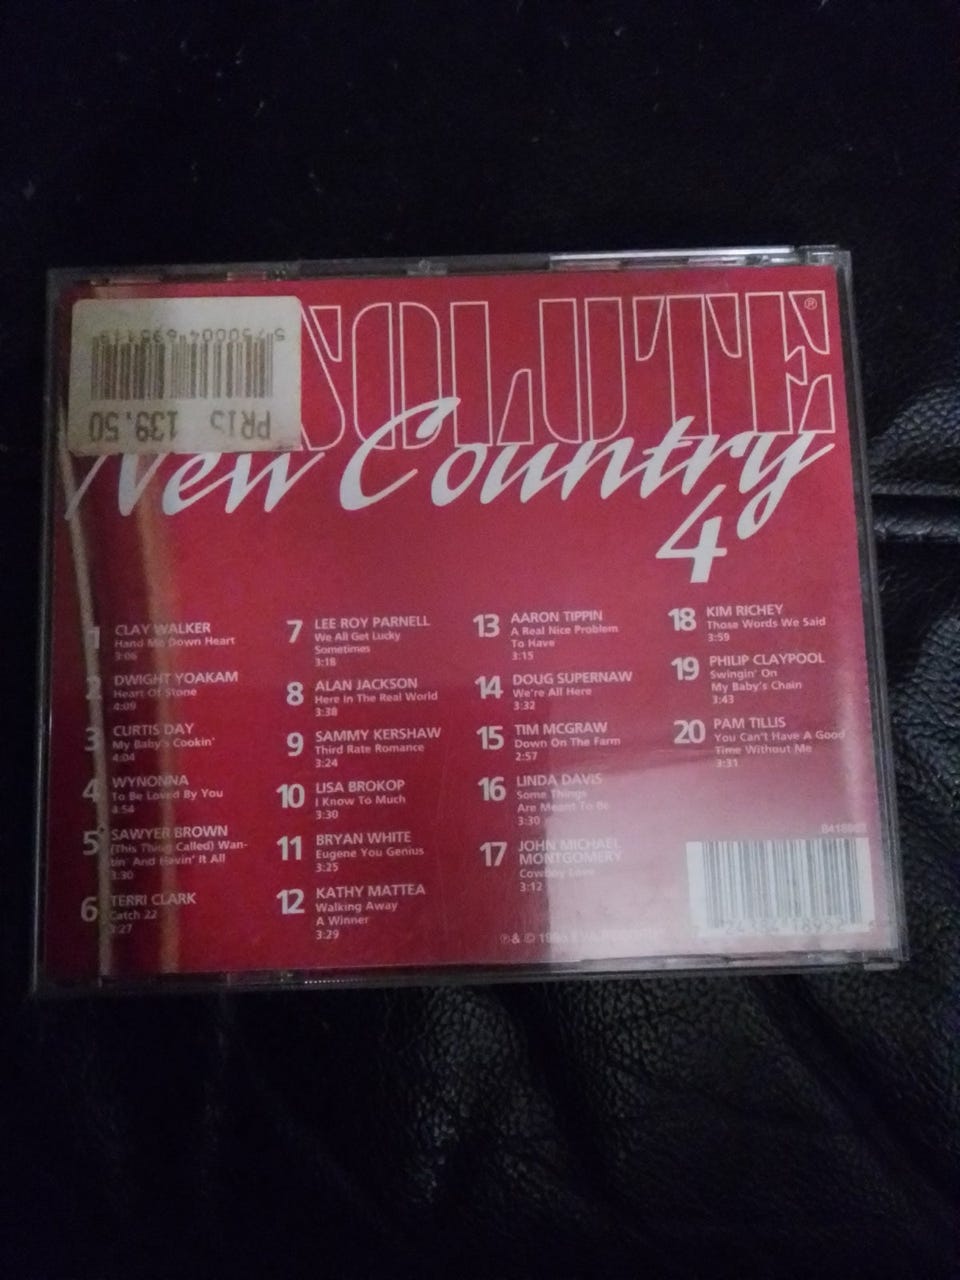 5 750004 695119
PRIS 139.50
SOLUTE®
New Country
4
1 CLAY WALKER
Hand Me Down Heart
3:06
2 DWIGHT YOAKAM
Heart Of Stone
4:09
3 CURTIS DAY
My Baby's Cookin'
4:04
4 WYNONNA
To Be Loved By You
4:54
5 SAWYER BROWN
(This Thing Called) Wan-
tin' And Havin' It All
3:30
6 TERRI CLARK
Catch 22
3:27
7 LEE ROY PARNELL
We All Get Lucky
Sometimes
3:18
8 ALAN JACKSON
Here In The Real World
3:38
9 SAMMY KERSHAW
Third Rate Romance
3:24
10 LISA BROKOP
I Know To Much
3:30
11 BRYAN WHITE
Eugene You Genius
3:25
12 KATHY MATTEA
Walking Away
A Winner
3:29
13 AARON TIPPIN
A Real Nice Problem
To Have
3:15
14 DOUG SUPERNAW
We're All Here
3:32
15 TIM MCGRAW
Down On The Farm
2:57
16 LINDA DAVIS
Some Things
Are Meant To Be
3:30
17 JOHN MICHAEL
MONTGOMERY
Cowboy Love
3:12
18 KIM RICHEY
Those Words We Said
3:59
19 PHILIP CLAYPOOL
Swingin' On
My Baby's Chain
3:43
20 PAM TILLIS
You Can't Have A Good
Time Without Me
3:31
℗ & ©